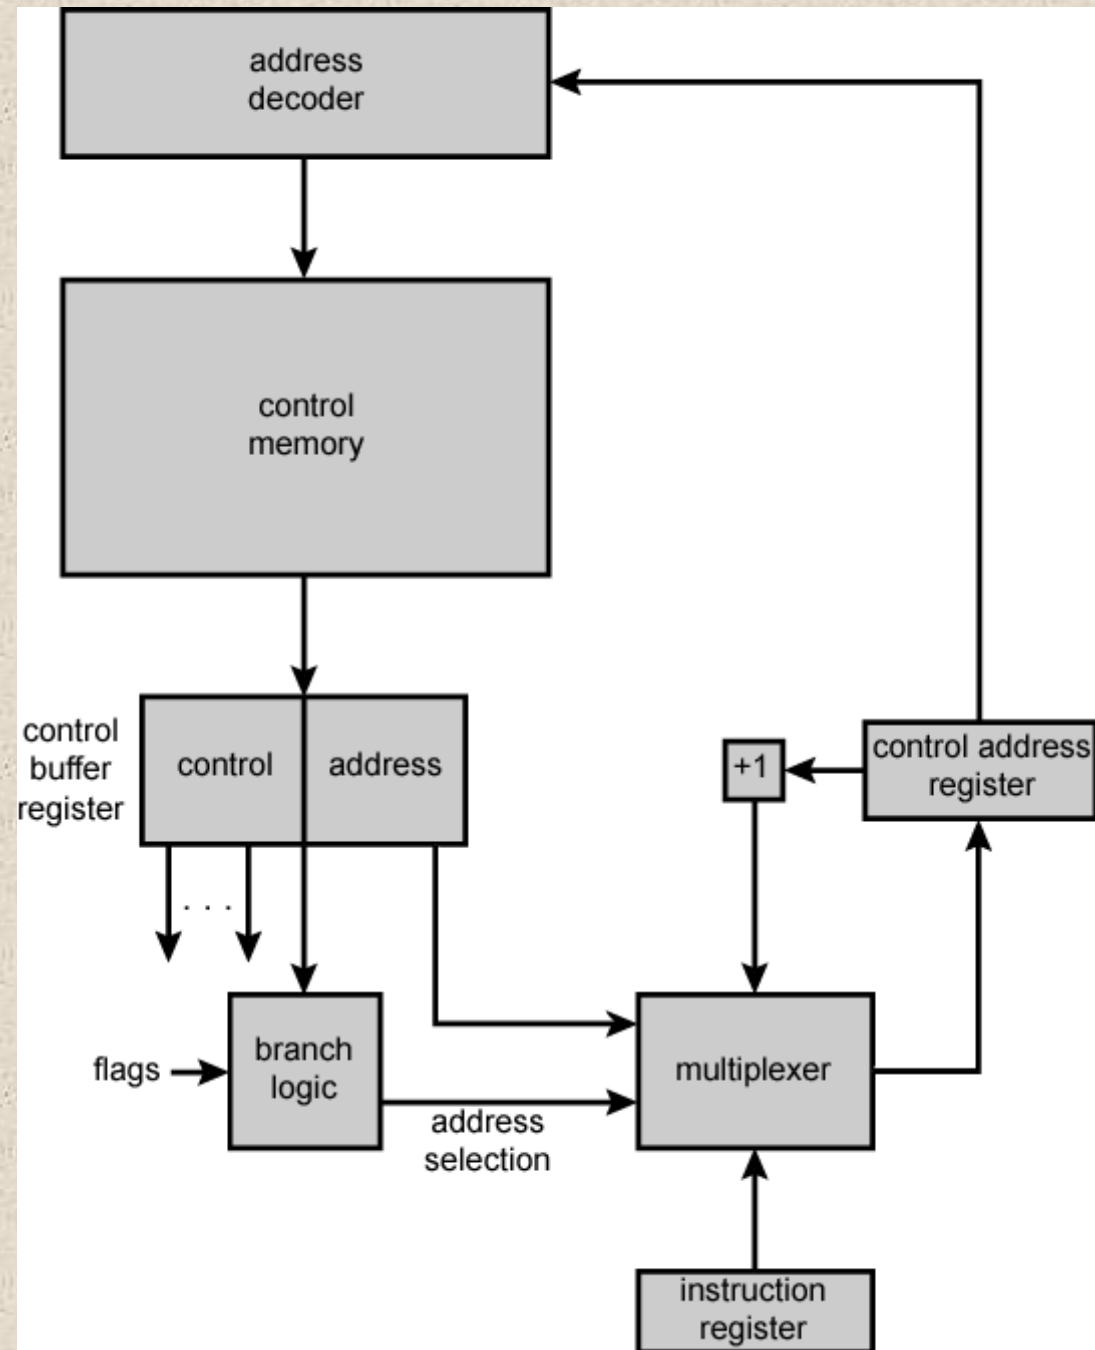 address
decoder
control
memory
control
buffer
register
control
address
+1
control address
register
. . .
flags
branch
logic
address
selection
multiplexer
instruction
register